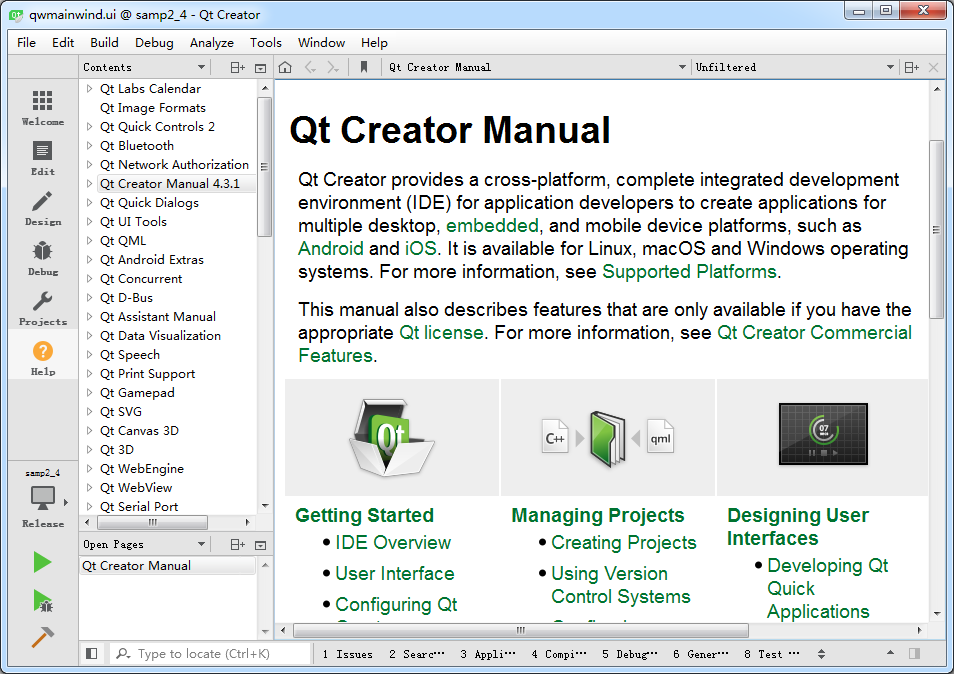 qwmainwind.ui @ samp2_4 - Qt Creator
File Edit Build Debug Analyze Tools Window Help
Contents
Qt Creator Manual
Unfiltered
Welcome
Edit
Design
Debug
Projects
Help
samp2_4
Release
Qt Labs Calendar
Qt Image Formats
Qt Quick Controls 2
Qt Bluetooth
Qt Network Authorization
Qt Creator Manual 4.3.1
Qt Quick Dialogs
Qt UI Tools
Qt QML
Qt Android Extras
Qt Concurrent
Qt D-Bus
Qt Assistant Manual
Qt Data Visualization
Qt Speech
Qt Print Support
Qt Gamepad
Qt SVG
Qt Canvas 3D
Qt 3D
Qt WebEngine
Qt WebView
Qt Serial Port
Open Pages
Qt Creator Manual
Qt Creator Manual
Qt Creator provides a cross-platform, complete integrated development
environment (IDE) for application developers to create applications for
multiple desktop, embedded, and mobile device platforms, such as
Android and iOS. It is available for Linux, macOS and Windows operating
systems. For more information, see Supported Platforms.
This manual also describes features that are only available if you have the
appropriate Qt license. For more information, see Qt Creator Commercial
Features.
Qt
C++
qml
07
Getting Started
• IDE Overview
• User Interface
• Configuring Qt
Managing Projects
• Creating Projects
• Using Version
Control Systems
Designing User
Interfaces
• Developing Qt
Quick
Applications
Type to locate (Ctrl+K)
1 Issues 2 Searc··· 3 Appli··· 4 Compi··· 5 Debug··· 6 Gener··· 8 Test ···